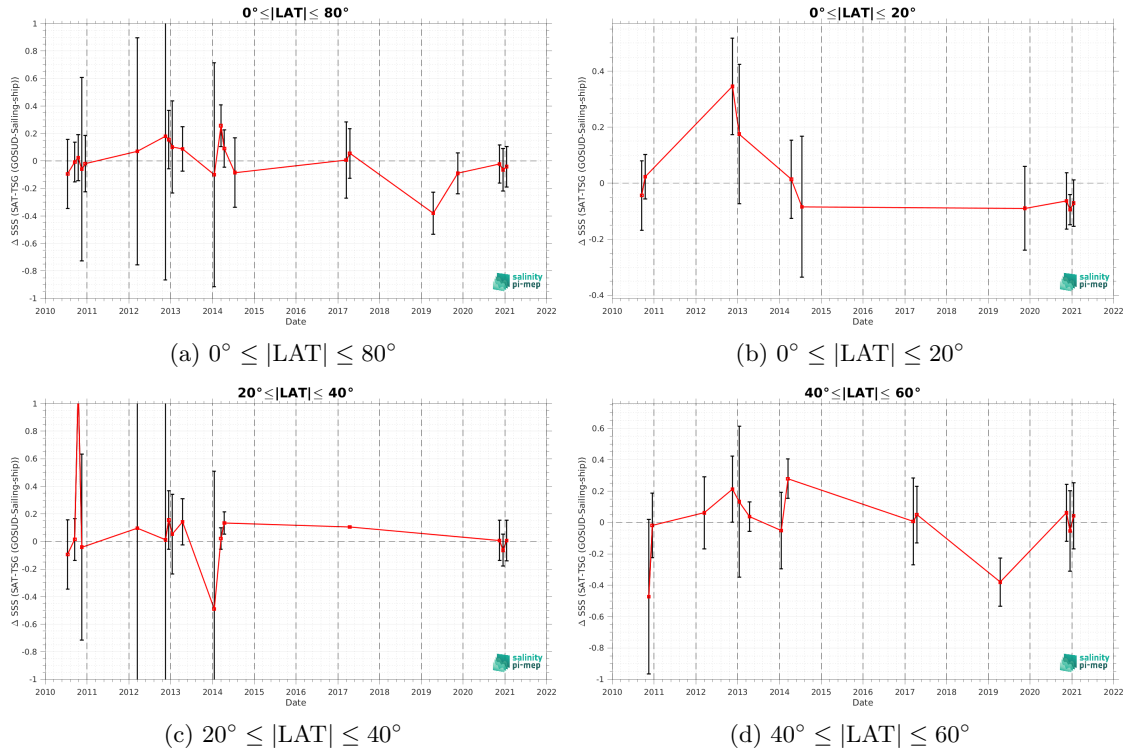 0°≤|LAT|≤ 80°
Δ SSS (SAT-TSG (GOSUD-Sailing-ship))
1
0.8
0.6
0.4
0.2
0
-0.2
-0.4
-0.6
-0.8
-1
2010 2011 2012 2013 2014 2015 2016 2017 2018 2019 2020 2021 2022
Date
salinity
pi-mep
(a) 0° ≤ |LAT| ≤ 80°
0°≤|LAT|≤ 20°
Δ SSS (SAT-TSG (GOSUD-Sailing-ship))
0.4
0.2
0
-0.2
-0.4
2010 2011 2012 2013 2014 2015 2016 2017 2018 2019 2020 2021 2022
Date
salinity
pi-mep
(b) 0° ≤ |LAT| ≤ 20°
20°≤|LAT|≤ 40°
Δ SSS (SAT-TSG (GOSUD-Sailing-ship))
1
0.8
0.6
0.4
0.2
0
-0.2
-0.4
-0.6
-0.8
-1
2010 2011 2012 2013 2014 2015 2016 2017 2018 2019 2020 2021 2022
Date
salinity
pi-mep
(c) 20° ≤ |LAT| ≤ 40°
40°≤|LAT|≤ 60°
Δ SSS (SAT-TSG (GOSUD-Sailing-ship))
0.6
0.4
0.2
0
-0.2
-0.4
-0.6
-0.8
-1
2010 2011 2012 2013 2014 2015 2016 2017 2018 2019 2020 2021 2022
Date
salinity
pi-mep
(d) 40° ≤ |LAT| ≤ 60°